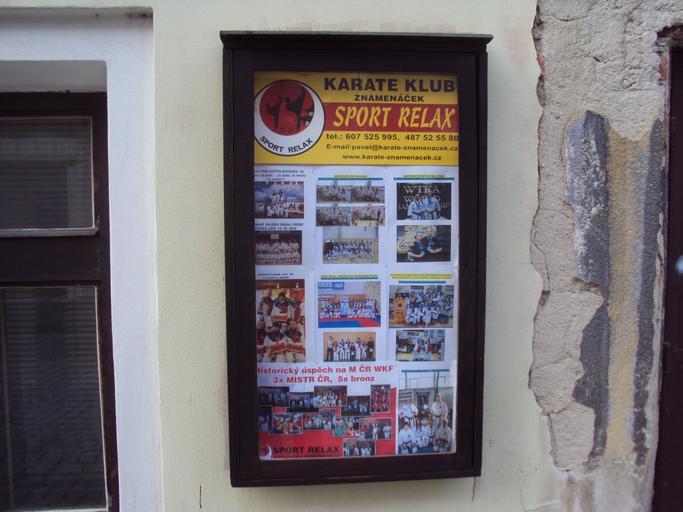 KARATE KLUB
ZNAMENÁČEK
SPORT RELAX
tel.: 607 525 995, 487 52 55 80
E-mail:pavel@karate-znamenacek.cz
www.karate-znamenacek.cz
SPORT RELAX
WTKA
Historický úspěch na M ČR WKF
3x MISTR ČR, 5x bronz
SPORT RELAX